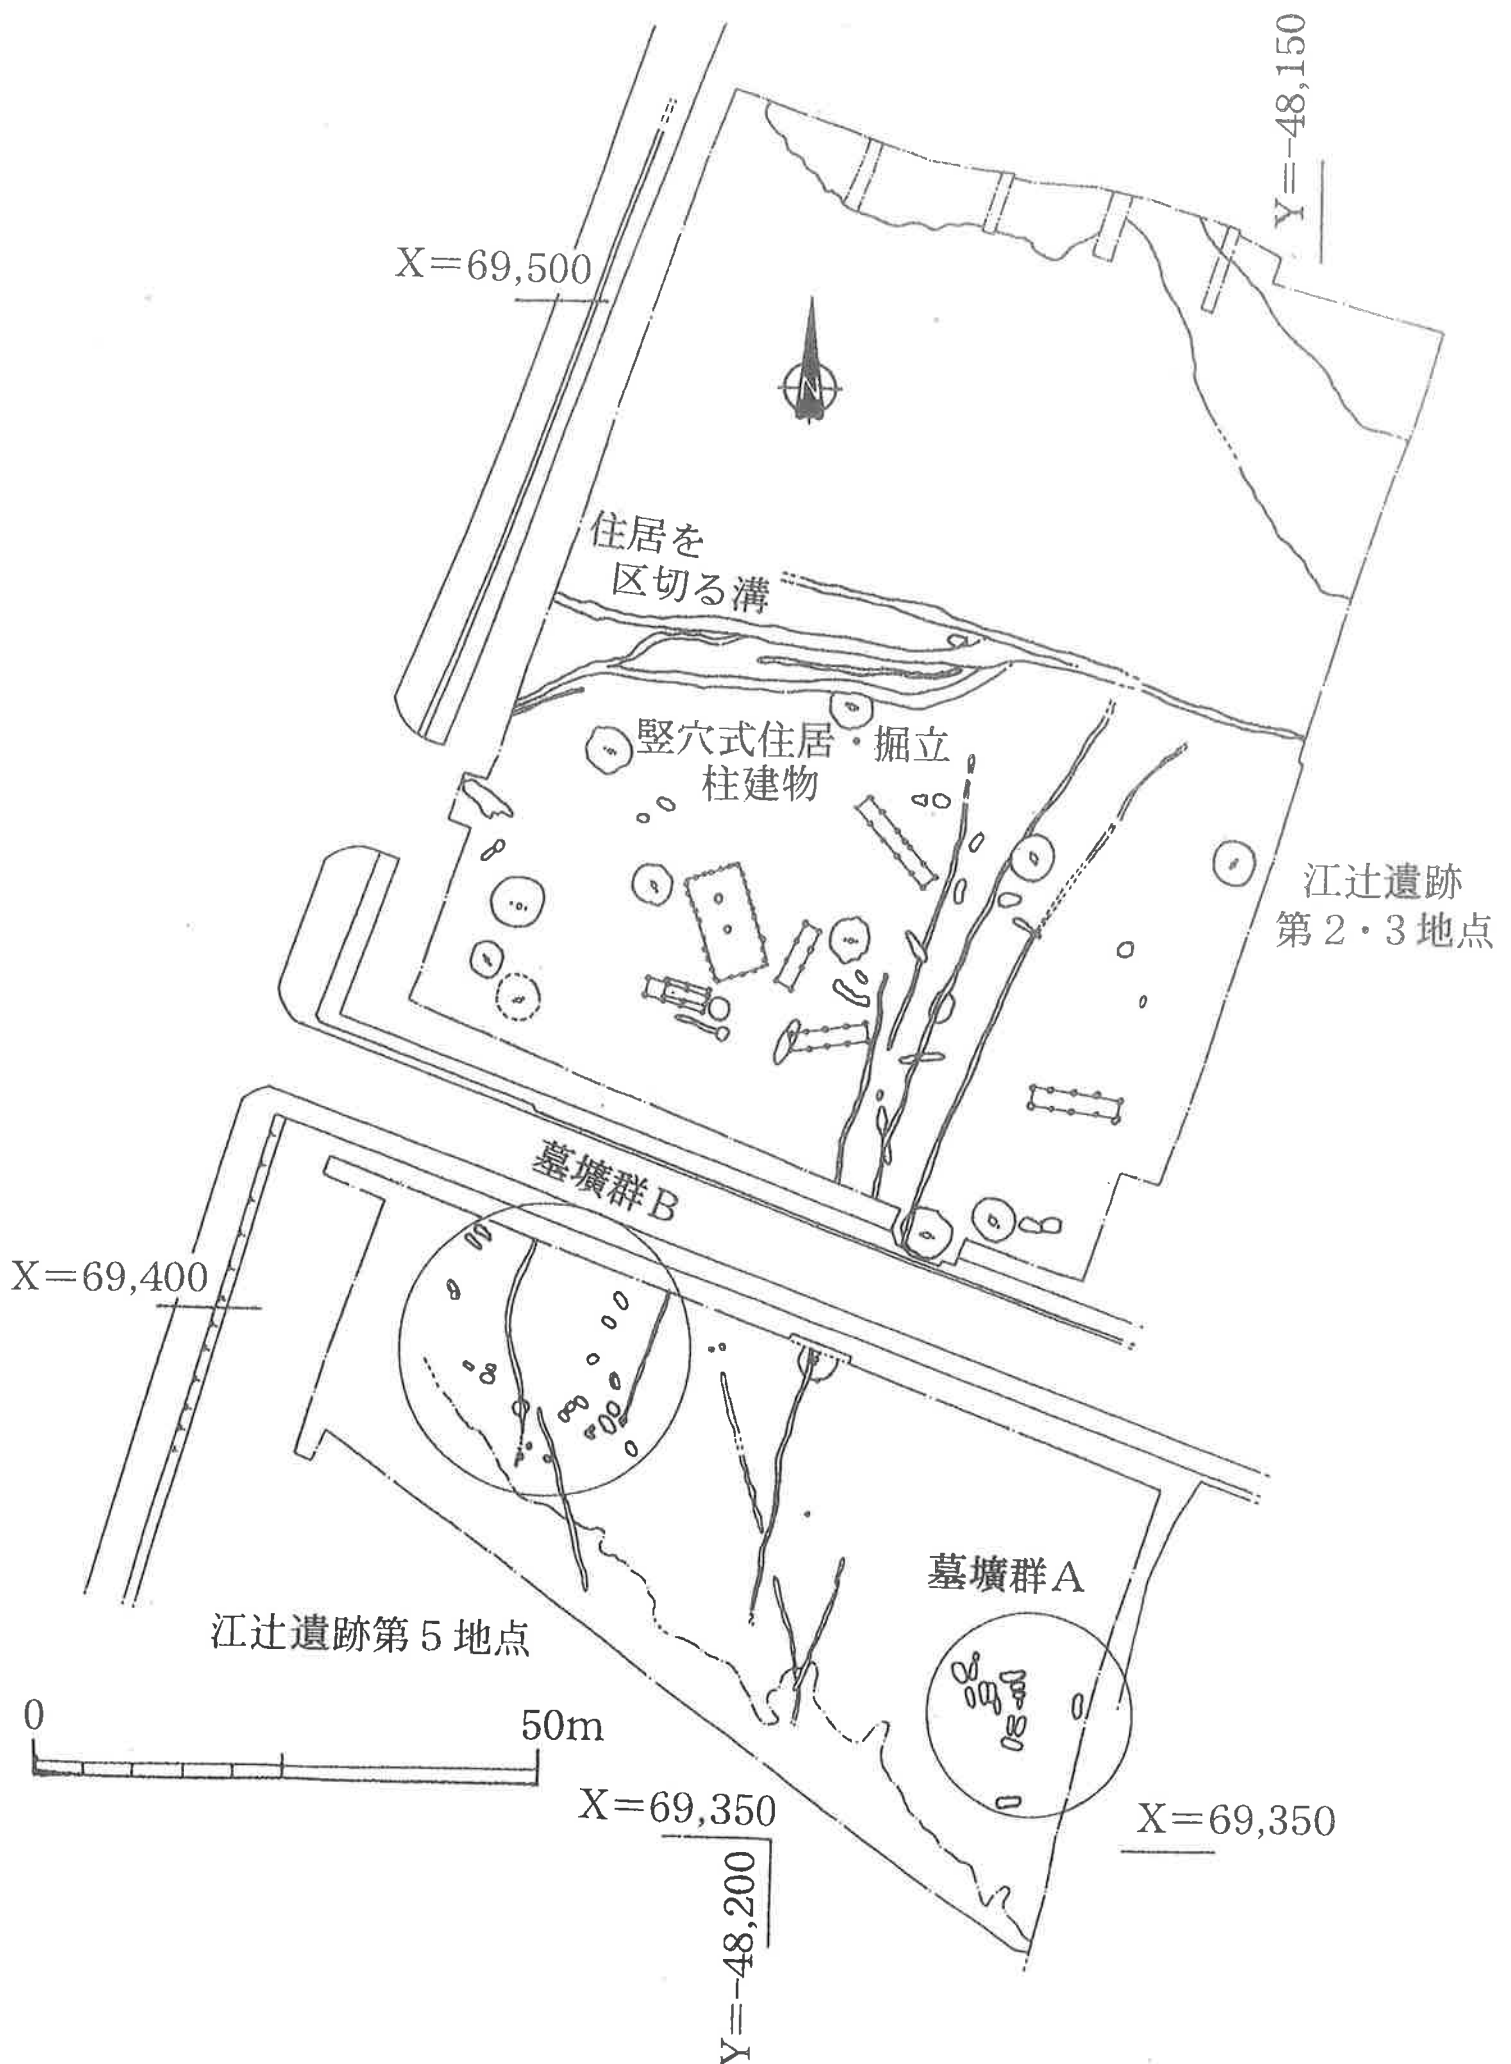 Y=-48,150
X=69,500
N
住居を
区切る溝
竪穴式住居・掘立
柱建物
江辻遺跡
第2・3地点
墓壙群B
X=69,400
墓壙群A
江辻遺跡第5地点
0
50m
X=69,350
X=69,350
Y=-48,200